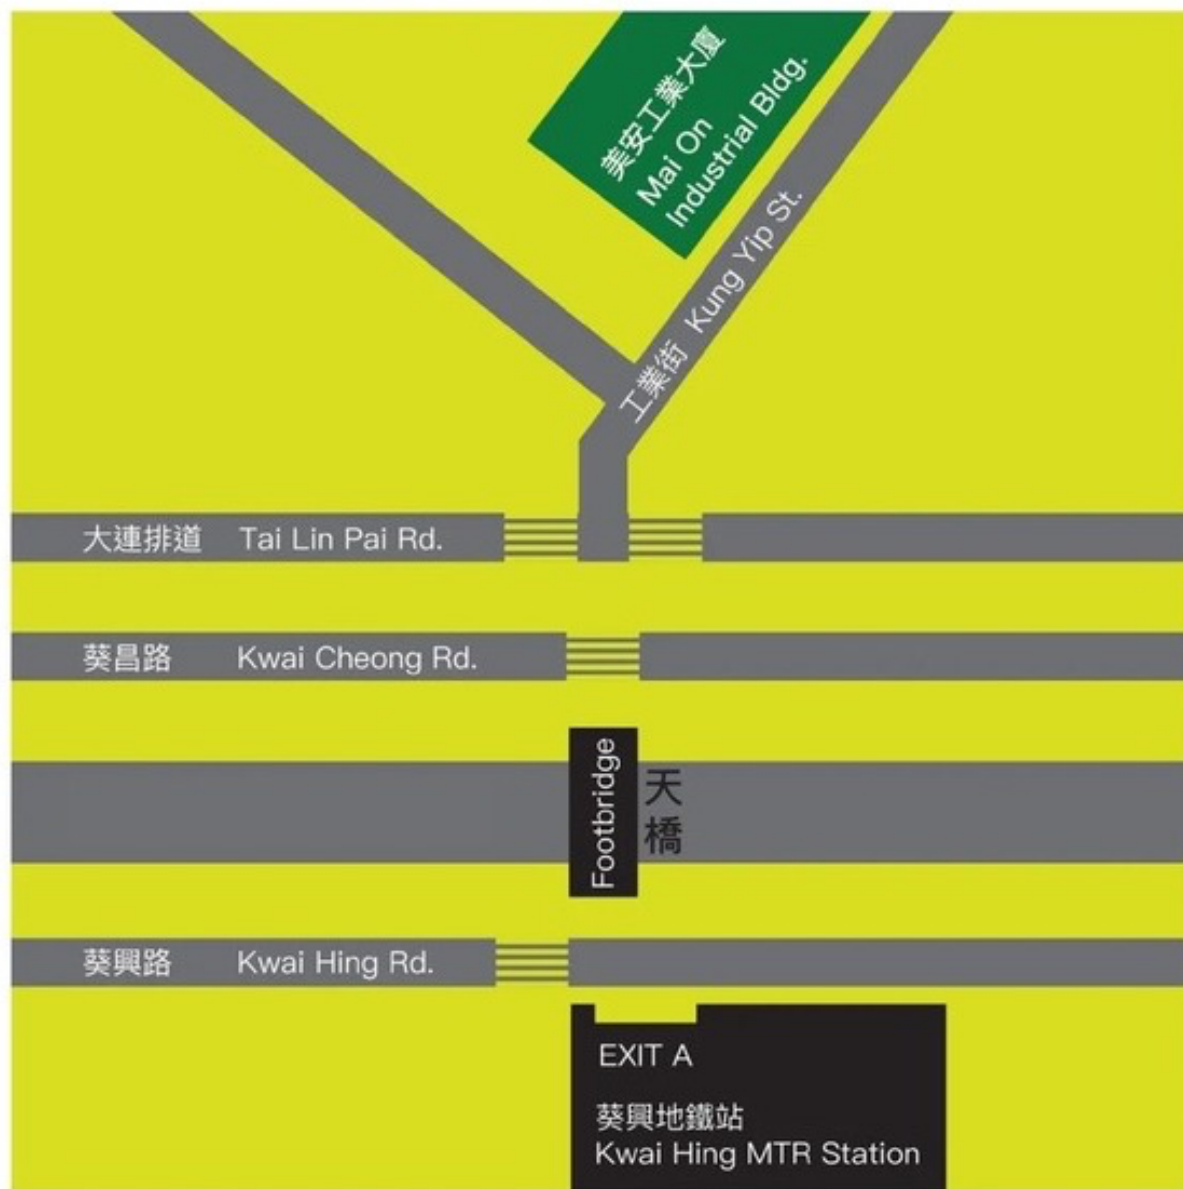 美安工業大廈
Mai On
Industrial Bldg.
工業街 Kung Yip St.
大連排道 Tai Lin Pai Rd.
葵昌路 Kwai Cheong Rd.
Footbridge
天橋
葵興路 Kwai Hing Rd.
EXIT A
葵興地鐵站
Kwai Hing MTR Station